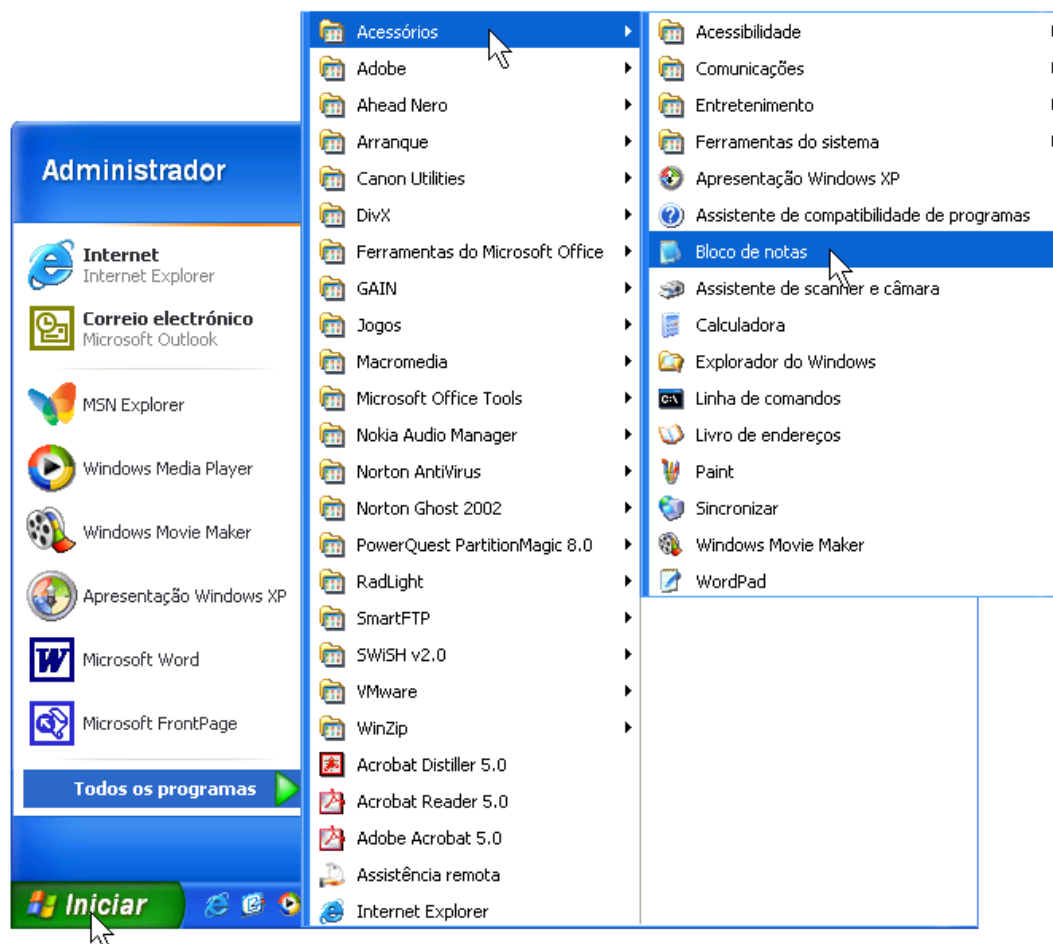 Administrador
Internet
Internet Explorer
Correio electrónico
Microsoft Outlook
MSN Explorer
Windows Media Player
Windows Movie Maker
Apresentação Windows XP
Microsoft Word
Microsoft FrontPage
Todos os programas
Iniciar
Acessórios
Adobe
Ahead Nero
Arranque
Canon Utilities
DivX
Ferramentas do Microsoft Office
GAIN
Jogos
Macromedia
Microsoft Office Tools
Nokia Audio Manager
Norton AntiVirus
Norton Ghost 2002
PowerQuest PartitionMagic 8.0
RadLight
SmartFTP
SWiSH v2.0
VMware
WinZip
Acrobat Distiller 5.0
Acrobat Reader 5.0
Adobe Acrobat 5.0
Assistência remota
Internet Explorer
Acessibilidade
Comunicações
Entretenimento
Ferramentas do sistema
Apresentação Windows XP
Assistente de compatibilidade de programas
Bloco de notas
Assistente de scanner e câmara
Calculadora
Explorador do Windows
Linha de comandos
Livro de endereços
Paint
Sincronizar
Windows Movie Maker
WordPad